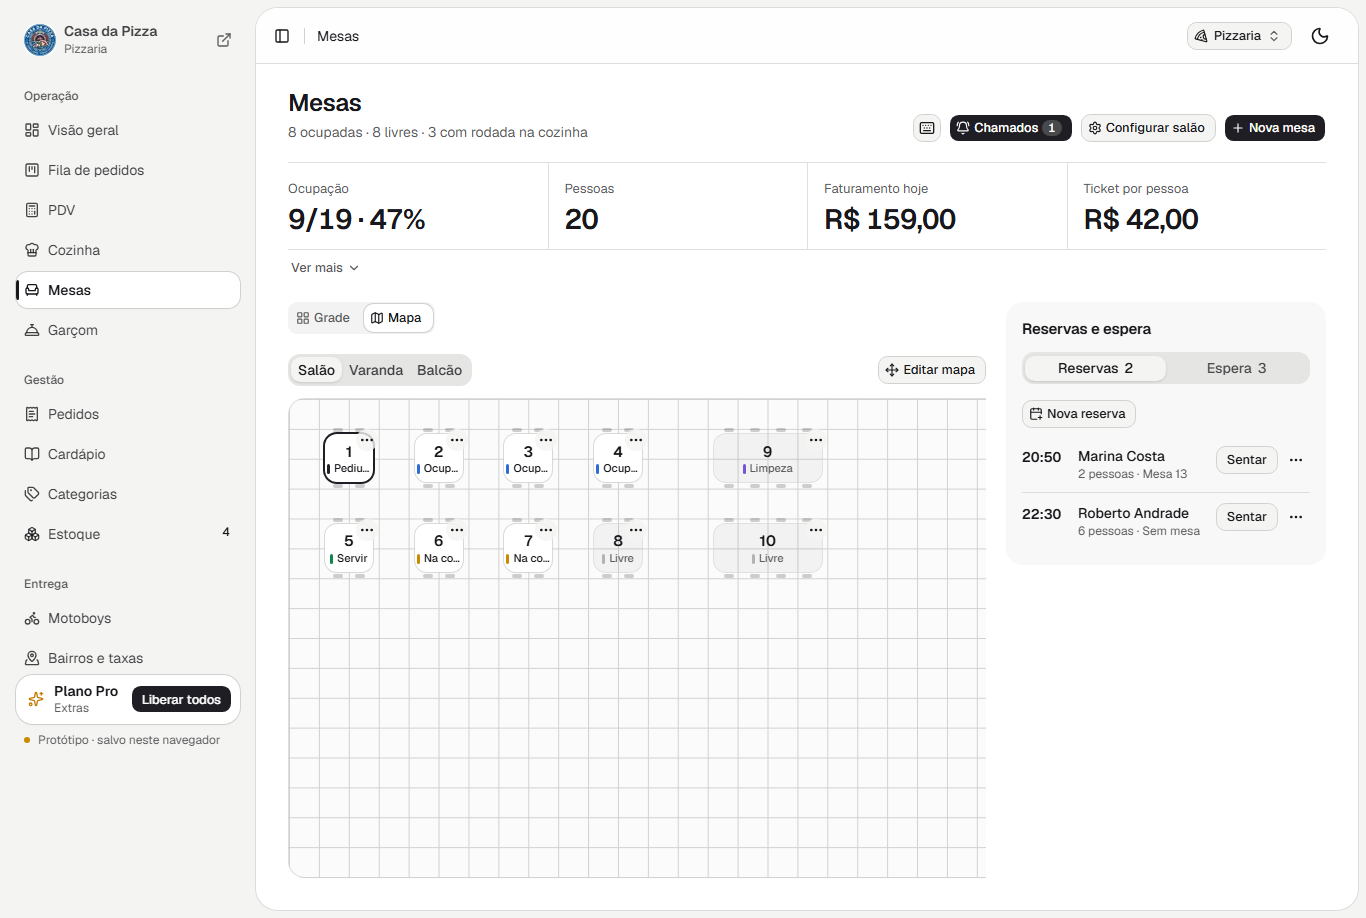 Casa da Pizza
Pizzaria
Operação
Visão geral
Fila de pedidos
PDV
Cozinha
Mesas
Garçom
Gestão
Pedidos
Cardápio
Categorias
Estoque 4
Entrega
Motoboys
Bairros e taxas
Plano Pro
Extras
Liberar todos
Protótipo · salvo neste navegador
Mesas
Pizzaria
Mesas
8 ocupadas · 8 livres · 3 com rodada na cozinha
Chamados 1
Configurar salão
Nova mesa
Ocupação
9/19 · 47%
Pessoas
20
Faturamento hoje
R$ 159,00
Ticket por pessoa
R$ 42,00
Ver mais
Grade
Mapa
Salão Varanda Balcão
Editar mapa
1
Pediu...
2
Ocup...
3
Ocup...
4
Ocup...
9
Limpeza
5
Servir
6
Na co...
7
Na co...
8
Livre
10
Livre
Reservas e espera
Reservas 2
Espera 3
Nova reserva
20:50 Marina Costa
2 pessoas · Mesa 13
Sentar
22:30 Roberto Andrade
6 pessoas · Sem mesa
Sentar